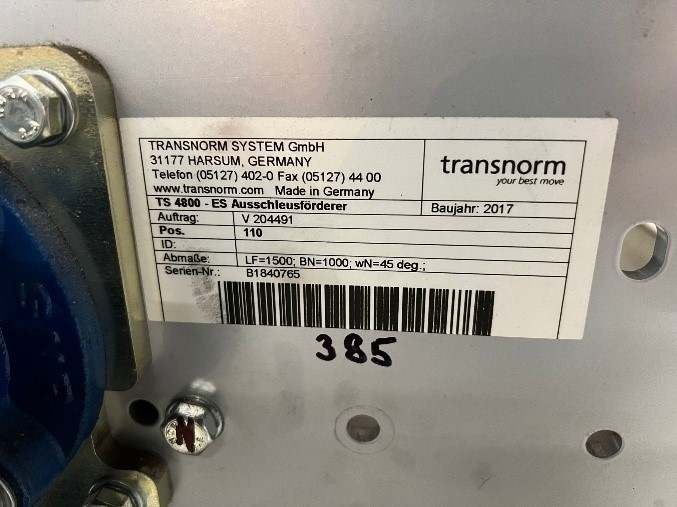 TRANSNORM SYSTEM GmbH
31177 HARSUM, GERMANY
Telefon (05127) 402-0 Fax (05127) 44 00
www.transnorm.com Made in Germany
transnorm
your best move
TS 4800 - ES Ausschleusförderer
Baujahr: 2017
Auftrag: V 204491
Pos. 110
ID:
Abmaße: LF=1500; BN=1000; wN=45 deg.;
Serien-Nr.: B1840765
385
N